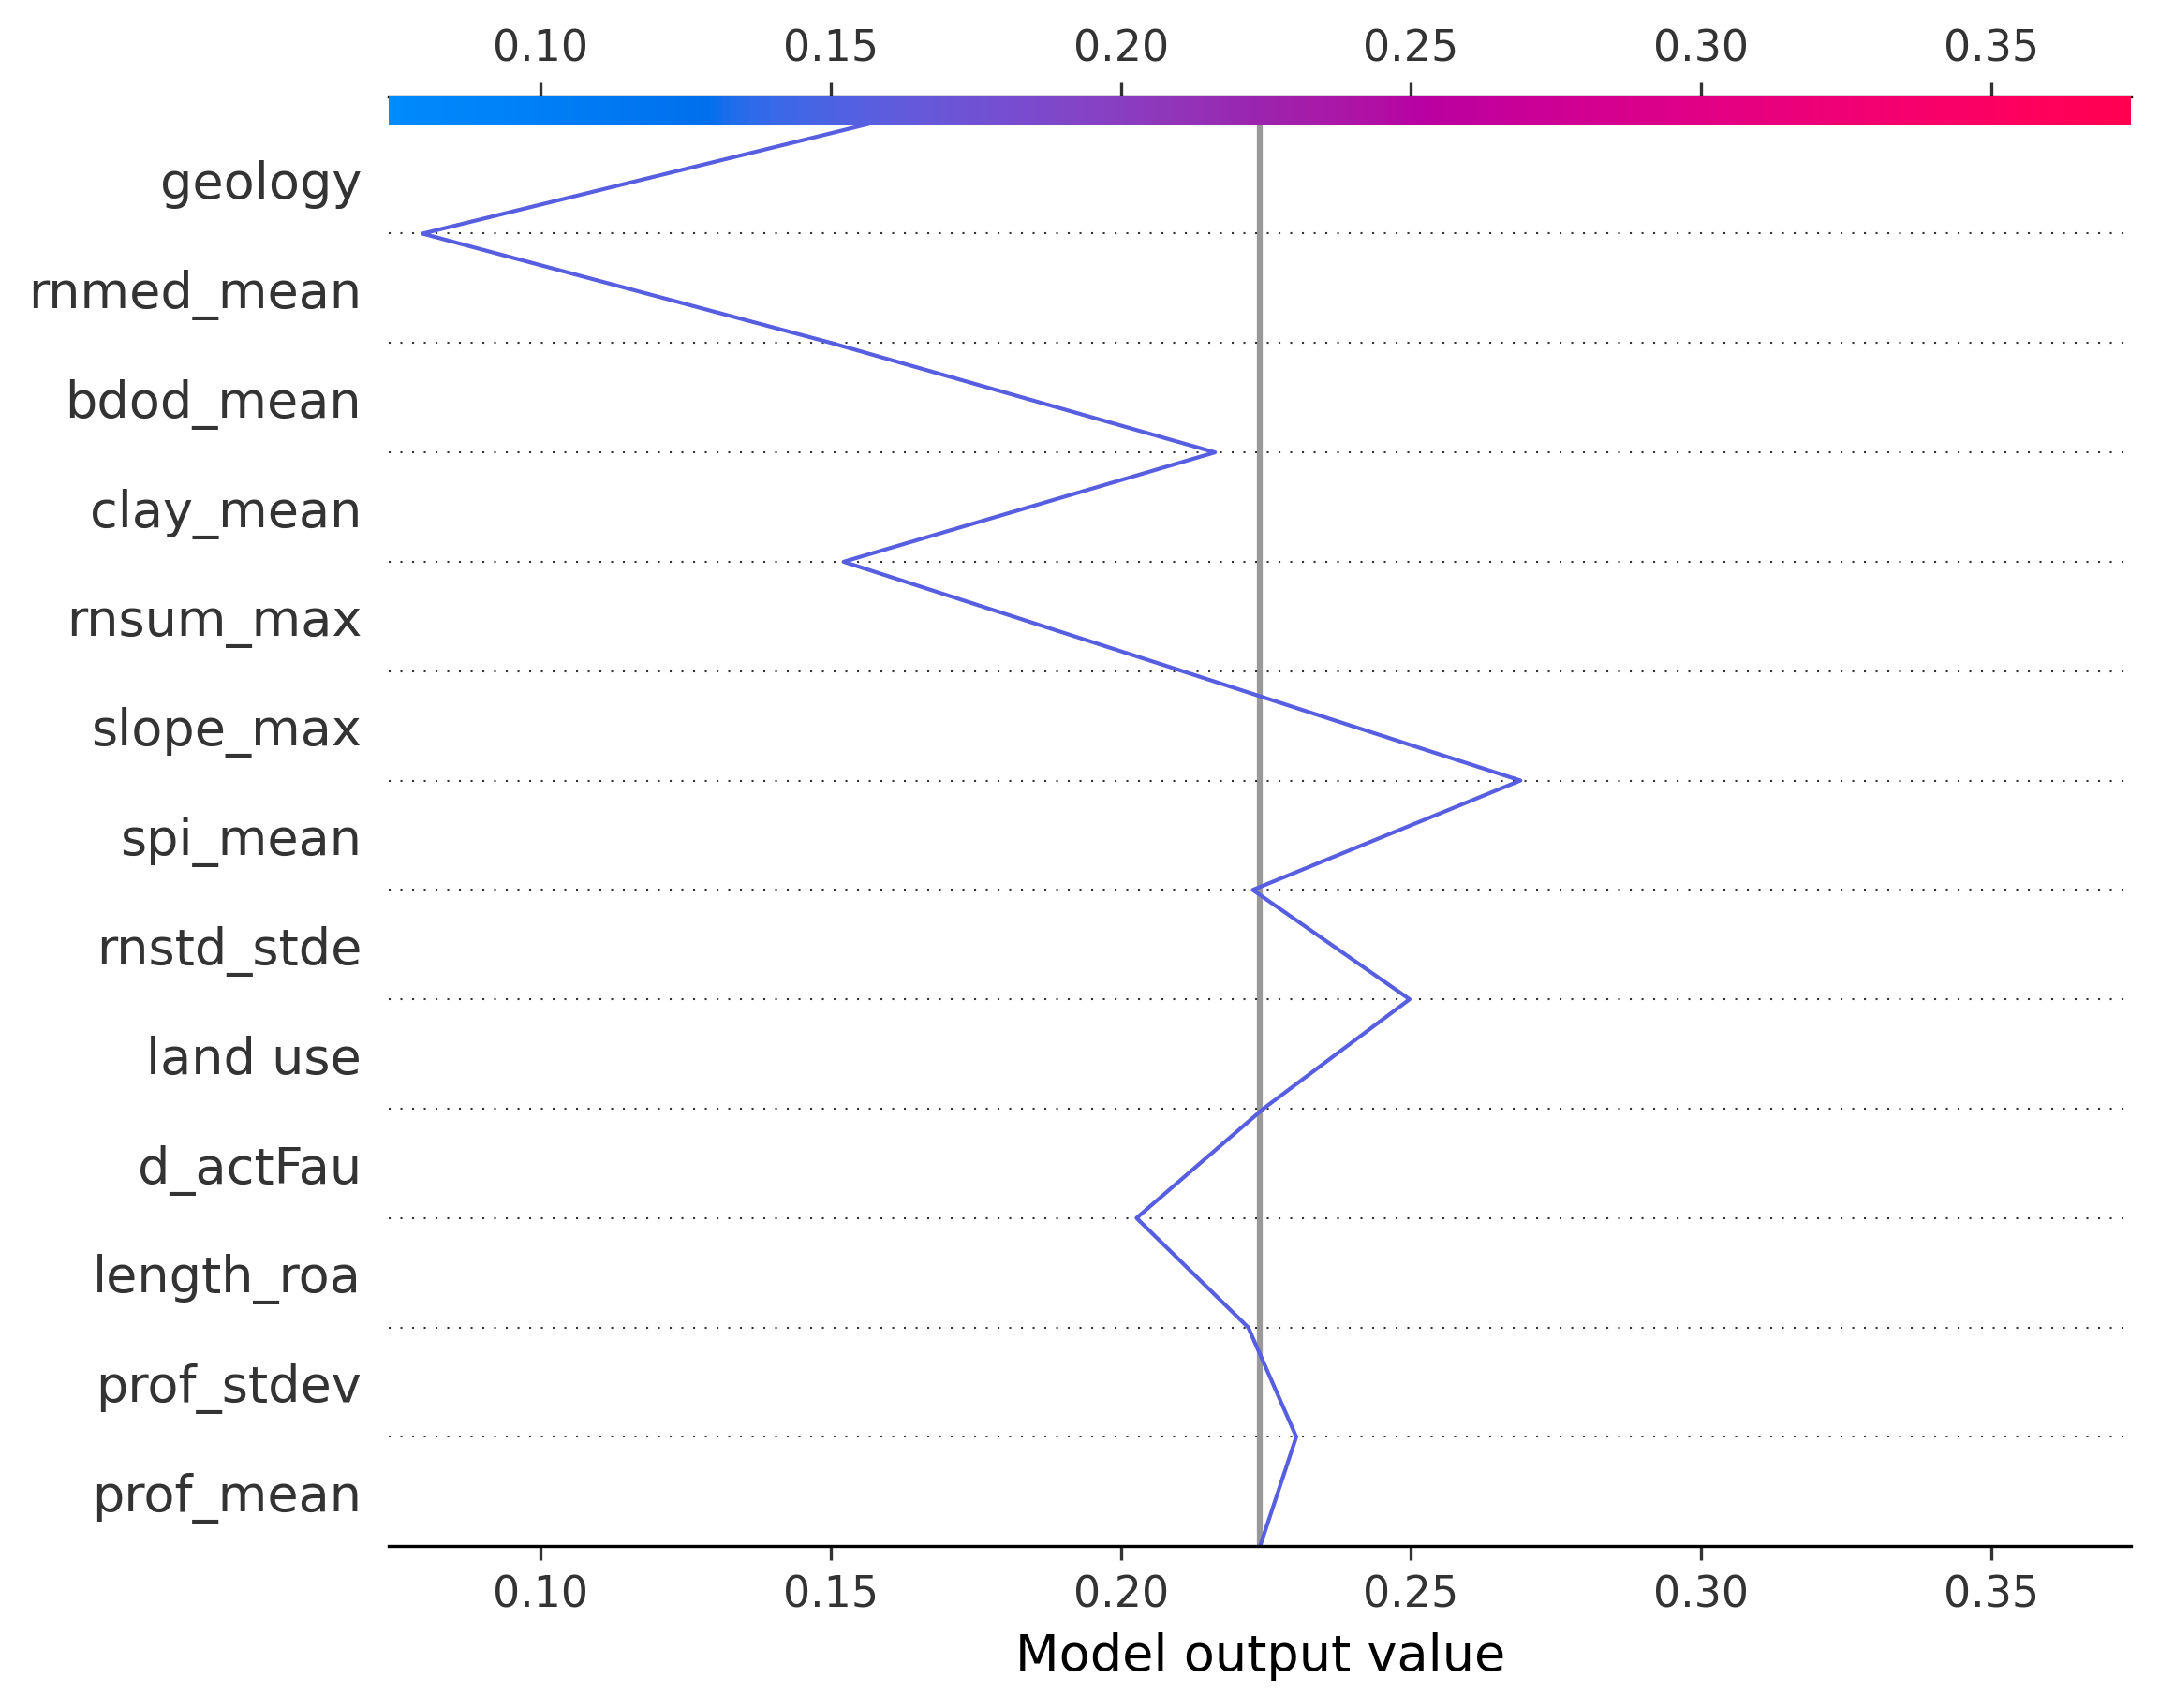 0.10 0.15 0.20 0.25 0.30 0.35
geology
rnmed_mean
bdod_mean
clay_mean
rnsum_max
slope_max
spi_mean
rnstd_stde
land use
d_actFau
length_roa
prof_stdev
prof_mean
0.10 0.15 0.20 0.25 0.30 0.35
Model output value